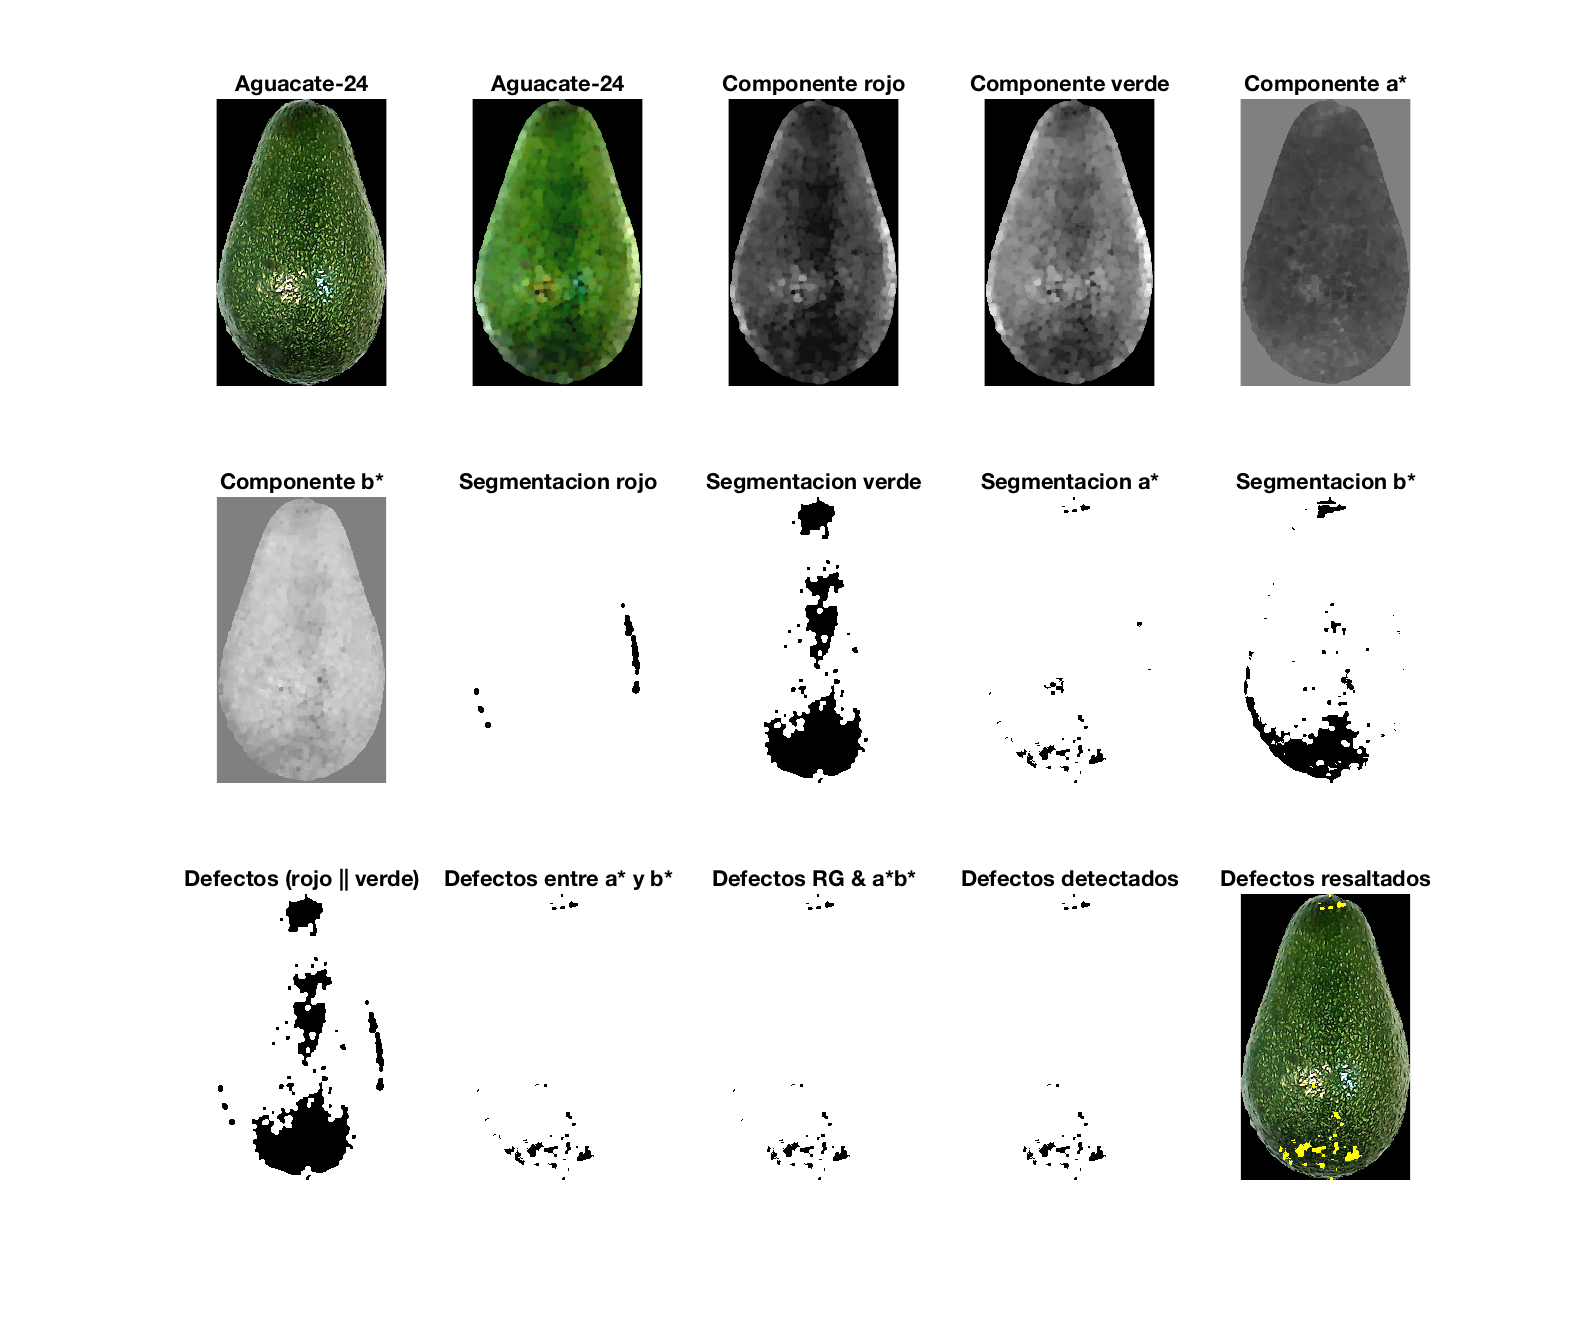 Aguacate-24
Aguacate-24
Componente rojo
Componente verde
Componente a*
Componente b*
Segmentacion rojo
Segmentacion verde
Segmentacion a*
Segmentacion b*
Defectos (rojo || verde)
Defectos entre a* y b*
Defectos RG & a*b*
Defectos detectados
Defectos resaltados